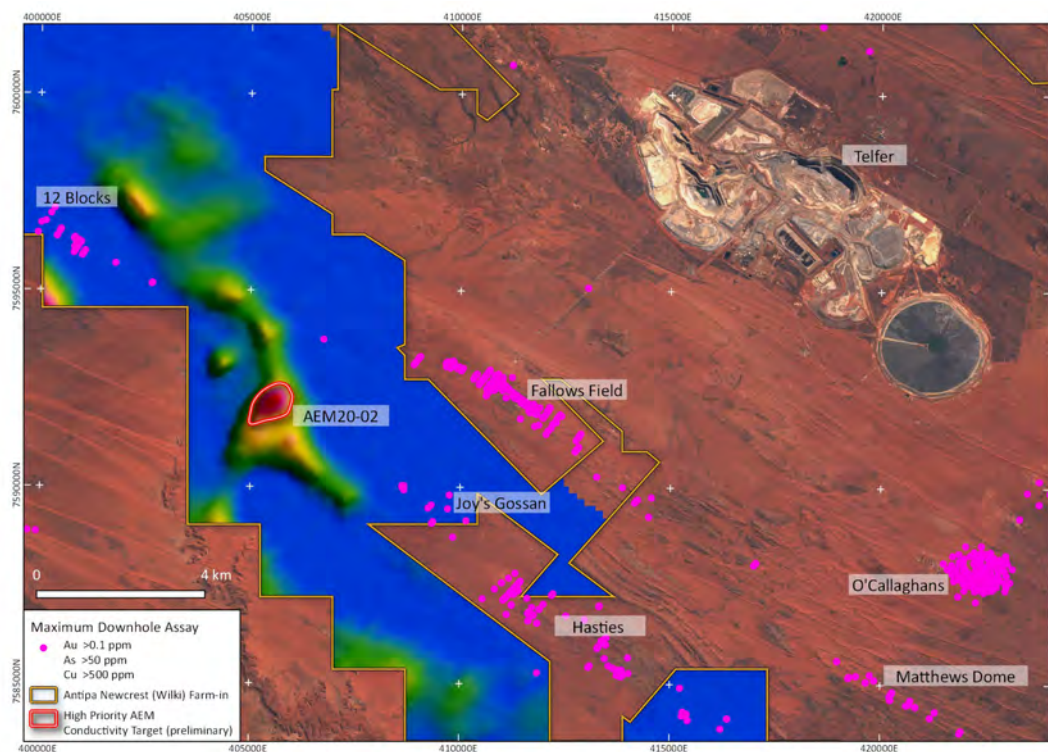 400000E 405000E 410000E 415000E 420000E
7600000N
Telfer
12 Blocks
7595000N
Fallows Field
AEM20-02
7590000N
Joy's Gossan
O'Callaghans
0 4 km
Hasties
Maximum Downhole Assay
Au >0.1 ppm
As >50 ppm
Cu >500 ppm
Matthews Dome
7585000N
Antipa Newcrest (Wilki) Farm-in
High Priority AEM
Conductivity Target (preliminary)
400000E 405000E 410000E 415000E 420000E